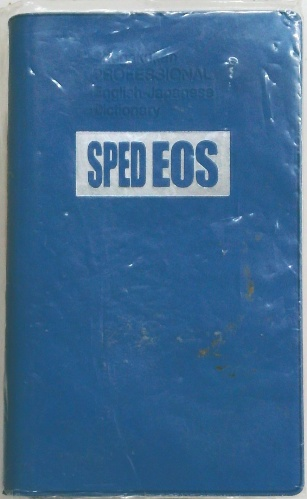 PROFESSIONAL
English-Japanese
Dictionary
SPED EOS